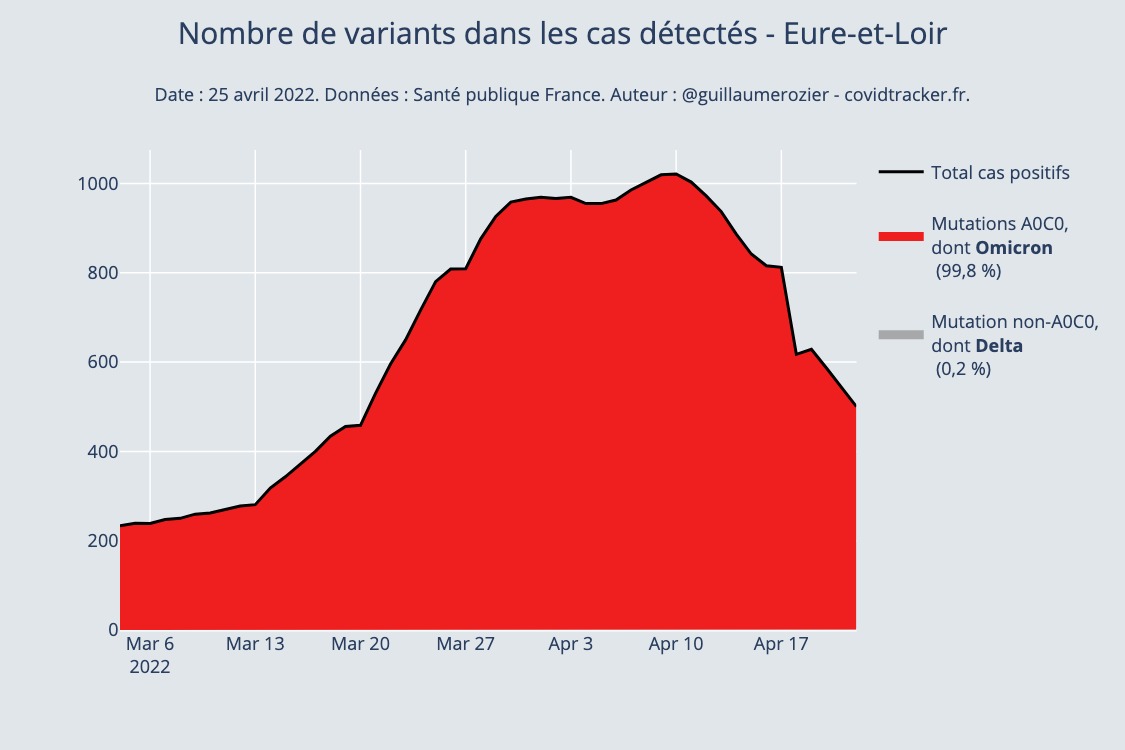 Nombre de variants dans les cas détectés - Eure-et-Loir
Date : 25 avril 2022. Données : Santé publique France. Auteur : @guillaumerozier - covidtracker.fr.
1000
800
600
400
200
0
Mar 6
2022
Mar 13
Mar 20
Mar 27
Apr 3
Apr 10
Apr 17
Total cas positifs
Mutations A0C0,
dont Omicron
(99,8 %)
Mutation non-A0C0,
dont Delta
(0,2 %)